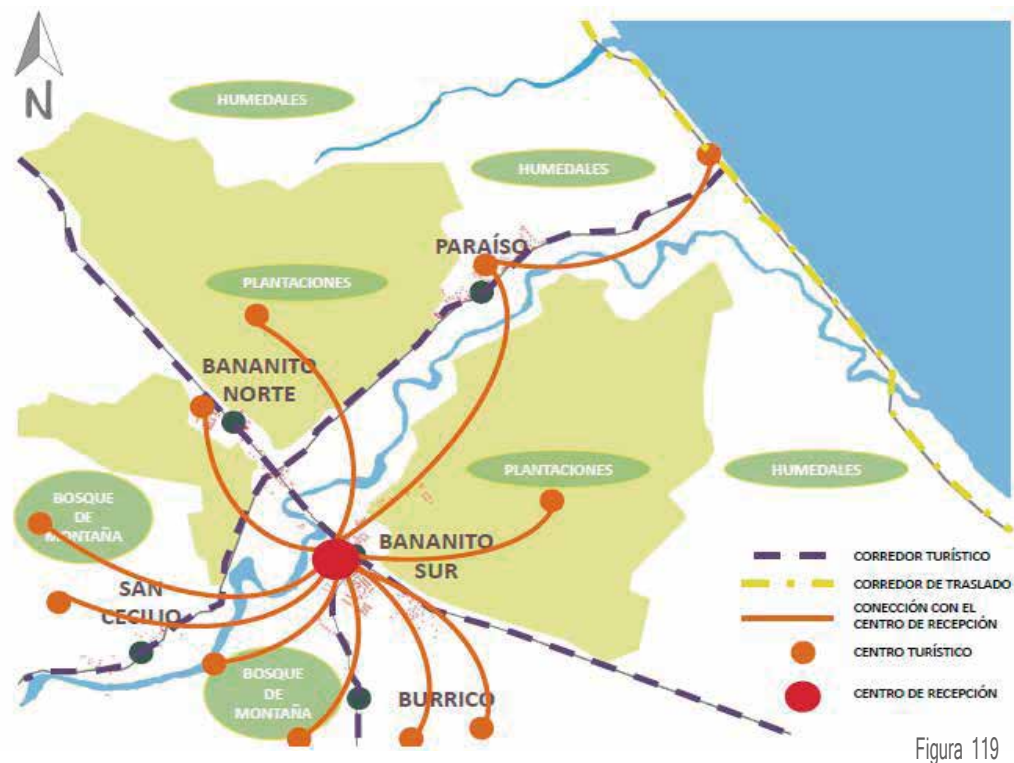 N
HUMEDALES
HUMEDALES
PARAÍSO
PLANTACIONES
BANANITO
NORTE
PLANTACIONES
HUMEDALES
BOSQUE
DE
MONTAÑA
BANANITO
SUR
SAN
CECILIO
BOSQUE
DE
MONTAÑA
BURRICO
CORREDOR TURÍSTICO
CORREDOR DE TRASLADO
CONECCIÓN CON EL
CENTRO DE RECEPCIÓN
CENTRO TURÍSTICO
CENTRO DE RECEPCIÓN
Figura 119